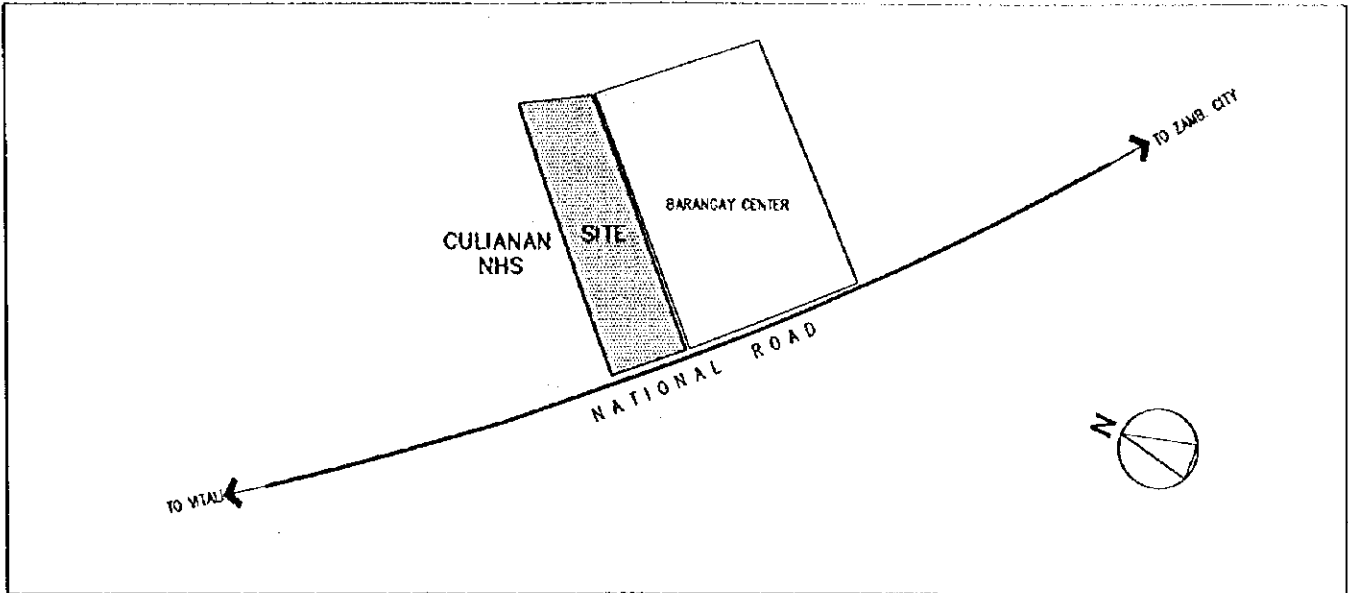 TO ZAMB. CITY
BARANGAY CENTER
SITE
CULIANAN
NHS
NATIONAL ROAD
N
TO VITALI